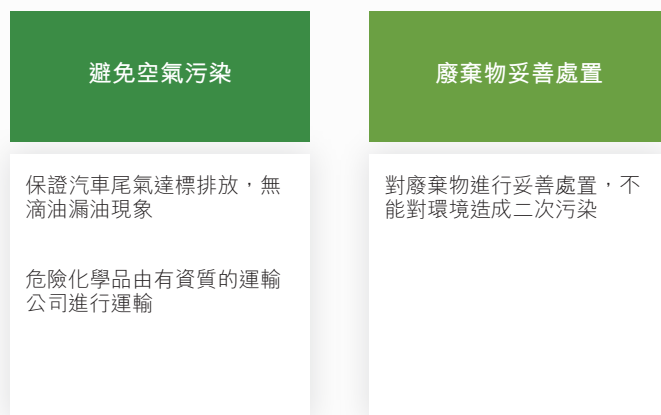 避免空氣污染
保證汽車尾氣達標排放，無
滴油漏油現象
危險化學品由有資質的運輸
公司進行運輸
廢棄物妥善處置
對廢棄物進行妥善處置，不
能對環境造成二次污染